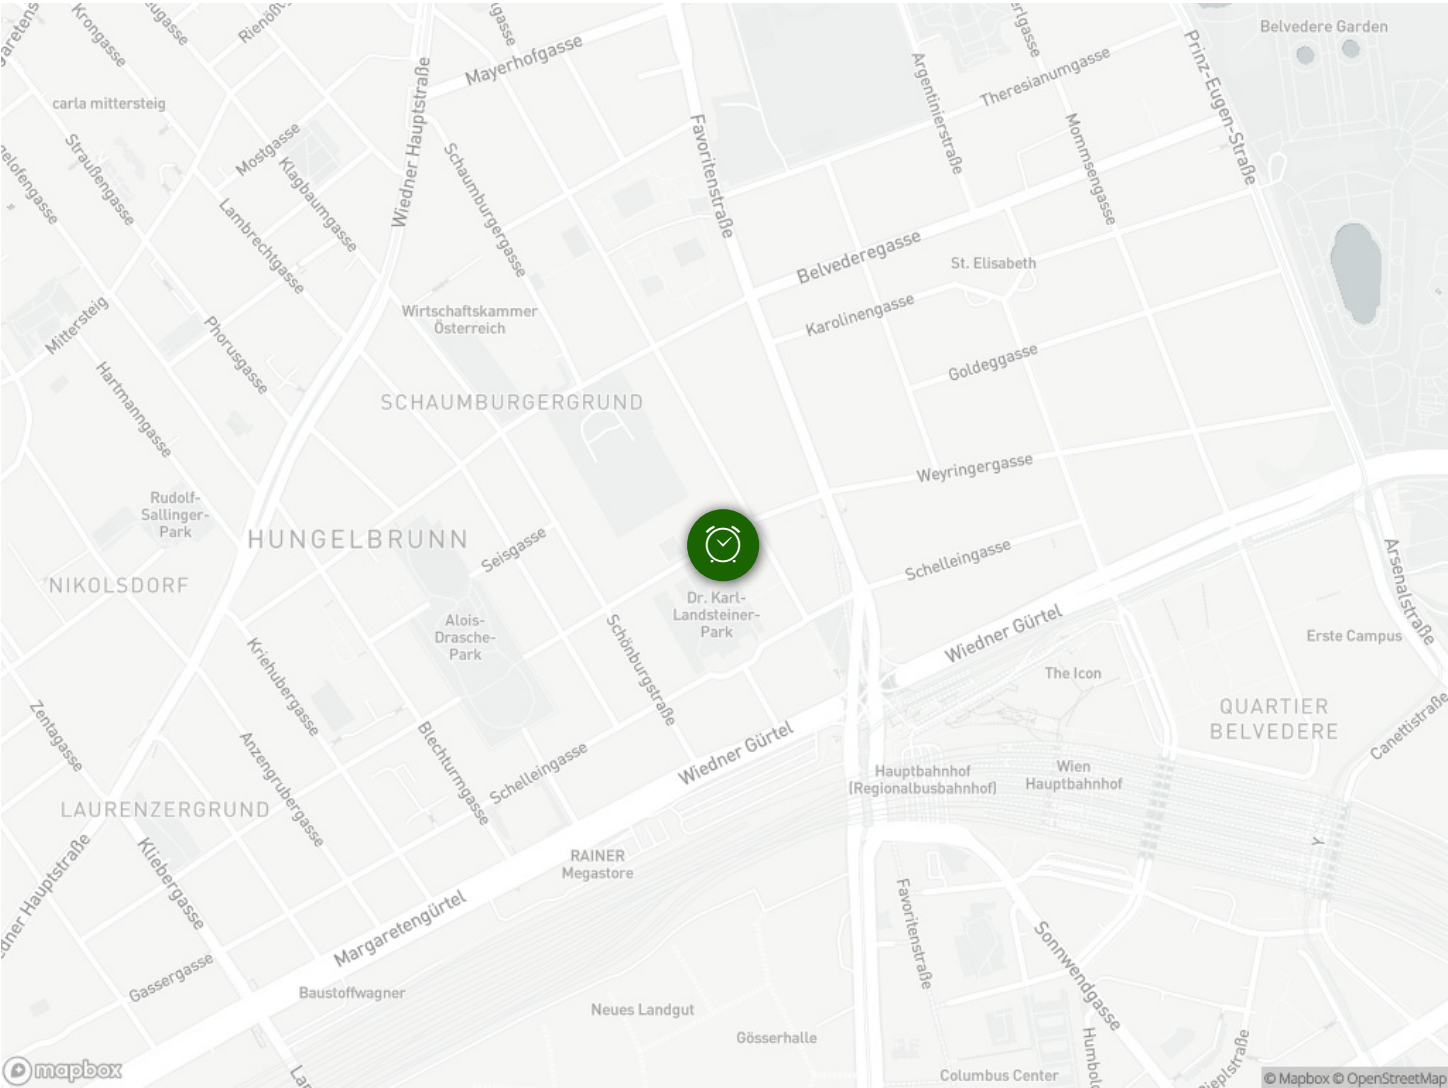 Krongasse
Rienößlgasse
Mayerhofgasse
Wiedner Hauptstraße
carla mittersteig
Straußengasse
Mostgasse
Klagbaumgasse
Lambrechtgasse
Schaumburgergasse
Favoritenstraße
Argentinierstraße
Theresianumgasse
Mommsengasse
Prinz-Eugen-Straße
Belvedere Garden
Belvederegasse
St. Elisabeth
Karolinengasse
Goldeggasse
Wirtschaftskammer
Österreich
Mittersteig
Phorusgasse
Hartmanngasse
SCHAUMBURGERGRUND
Weyringergasse
Rudolf-
Sallinger-
Park
HUNGELBRUNN
NIKOLSDORF
Seisgasse
Alois-
Drasche-
Park
Dr. Karl-
Landsteiner-
Park
Schelleingasse
Wiedner Gürtel
Arsenalstraße
Erste Campus
The Icon
QUARTIER
BELVEDERE
Canettistraße
Schönburgstraße
Kriehubergasse
Zentagasse
Anzengrubergasse
Blechturmgasse
Schelleingasse
Wiedner Gürtel
Hauptbahnhof
(Regionalbusbahnhof)
Wien
Hauptbahnhof
LAURENZERGRUND
Kliebergasse
RAINER
Megastore
Margaretengürtel
Favoritenstraße
Sonnwendgasse
Gassergasse
Baustoffwagner
Neues Landgut
Gösserhalle
Columbus Center
mapbox
© Mapbox © OpenStreetMap